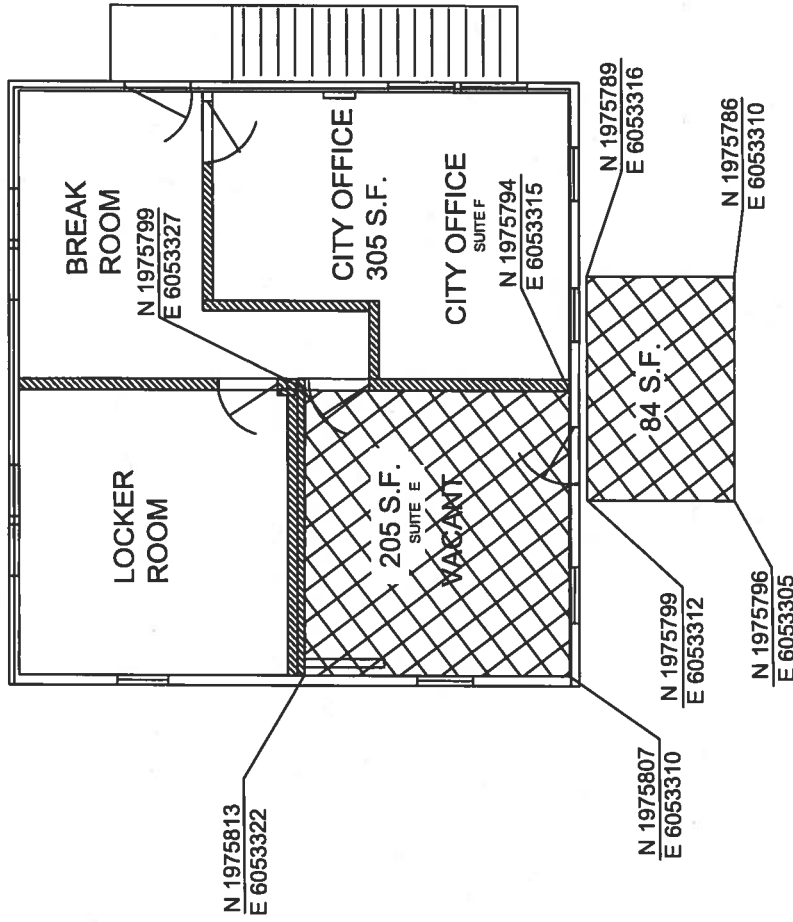 BREAK
ROOM
N 1975799
E 6053327
CITY OFFICE
305 S.F.
LOCKER
ROOM
CITY OFFICE
SUITE F
N 1975794
E 6053315
205 S.F.
SUITE E
VACANT
84 S.F.
N 1975789
E 6053316
N 1975786
E 6053310
N 1975813
E 6053322
N 1975799
E 6053312
N 1975796
E 6053305
N 1975807
E 6053310